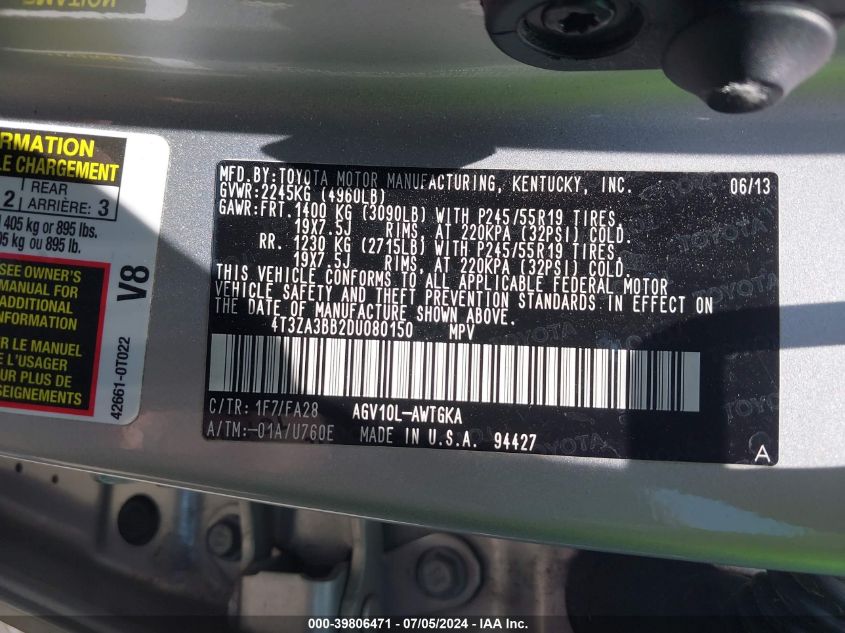 RMATION
E CHARGEMENT
2 REAR ARRIÈRE: 3
405 kg or 895 lbs.
5 kg ou 895 lb.
SEE OWNER'S
MANUAL FOR
ADDITIONAL
INFORMATION
R LE MANUEL
DE L'USAGER
UR PLUS DE
SEIGNEMENTS
V8
42661-0T022
MFD. BY: TOYOTA MOTOR MANUFACTURING, KENTUCKY, INC. 06/13
GVWR: 2245KG (4960LB)
GAWR: FRT. 1400 KG (3090LB) WITH P245/55R19 TIRES,
19X7.5J RIMS, AT 220KPA (32PSI) COLD.
RR. 1230 KG (2715LB) WITH P245/55R19 TIRES,
19X7.5J RIMS, AT 220KPA (32PSI) COLD.
THIS VEHICLE CONFORMS TO ALL APPLICABLE FEDERAL MOTOR
VEHICLE SAFETY AND THEFT PREVENTION STANDARDS IN EFFECT ON
THE DATE OF MANUFACTURE SHOWN ABOVE.
4T3ZA3BB2DU080150 MPV
C/TR: 1F7/FA28 AGV10L-AWTGKA
A/TM: -01A/U760E MADE IN U.S.A. 94427
A
000-39806471 - 07/05/2024 - IAA Inc.